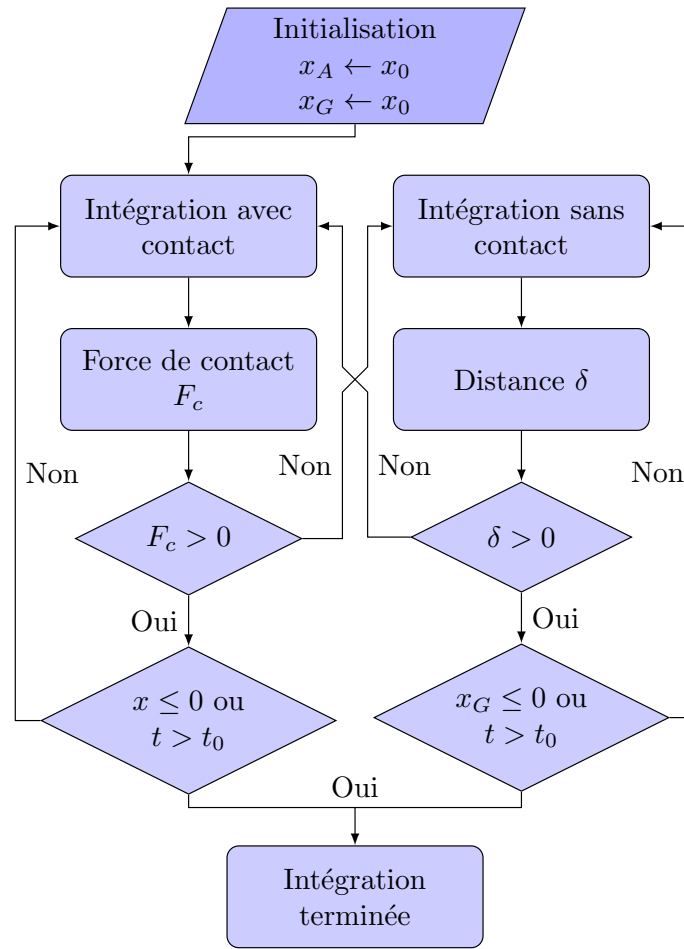 Initialisation
x_A ← x_0
x_G ← x_0
Intégration avec
contact
Intégration sans
contact
Force de contact
F_c
Distance δ
Non
Non
Non
Non
F_c > 0
δ > 0
Oui
Oui
x ≤ 0 ou
t > t_0
x_G ≤ 0 ou
t > t_0
Oui
Intégration
terminée